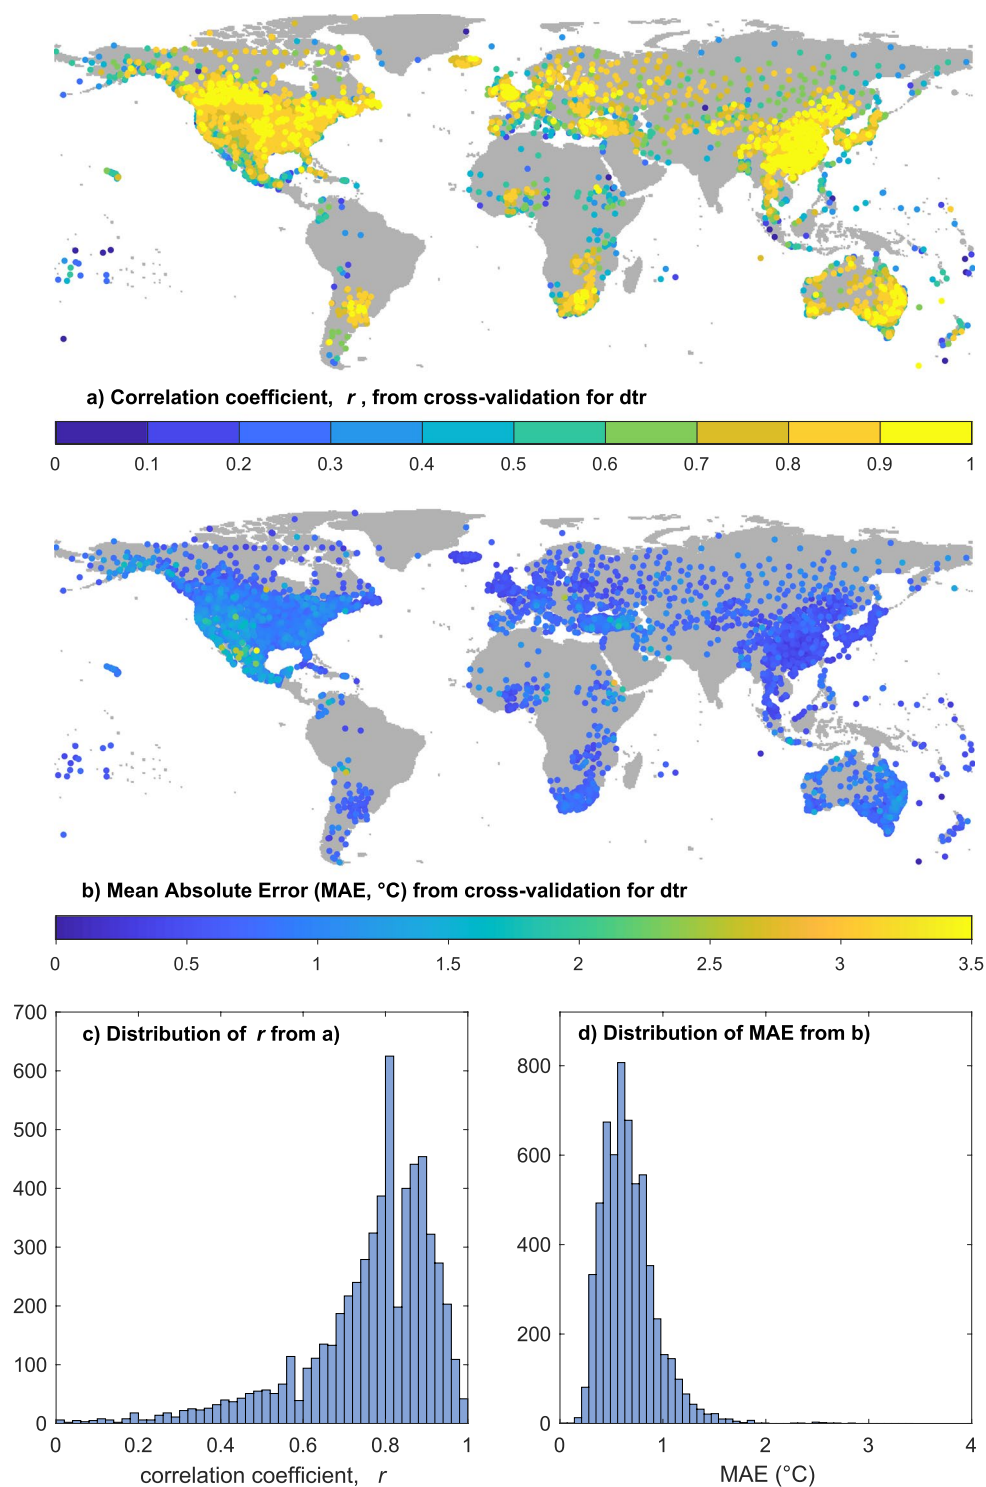 a) Correlation coefficient, r, from cross-validation for dtr
0 0.1 0.2 0.3 0.4 0.5 0.6 0.7 0.8 0.9 1
b) Mean Absolute Error (MAE, °C) from cross-validation for dtr
0 0.5 1 1.5 2 2.5 3 3.5
c) Distribution of r from a)
700
600
500
400
300
200
100
0
0 0.2 0.4 0.6 0.8 1
correlation coefficient, r
d) Distribution of MAE from b)
800
600
400
200
0
0 1 2 3 4
MAE (°C)